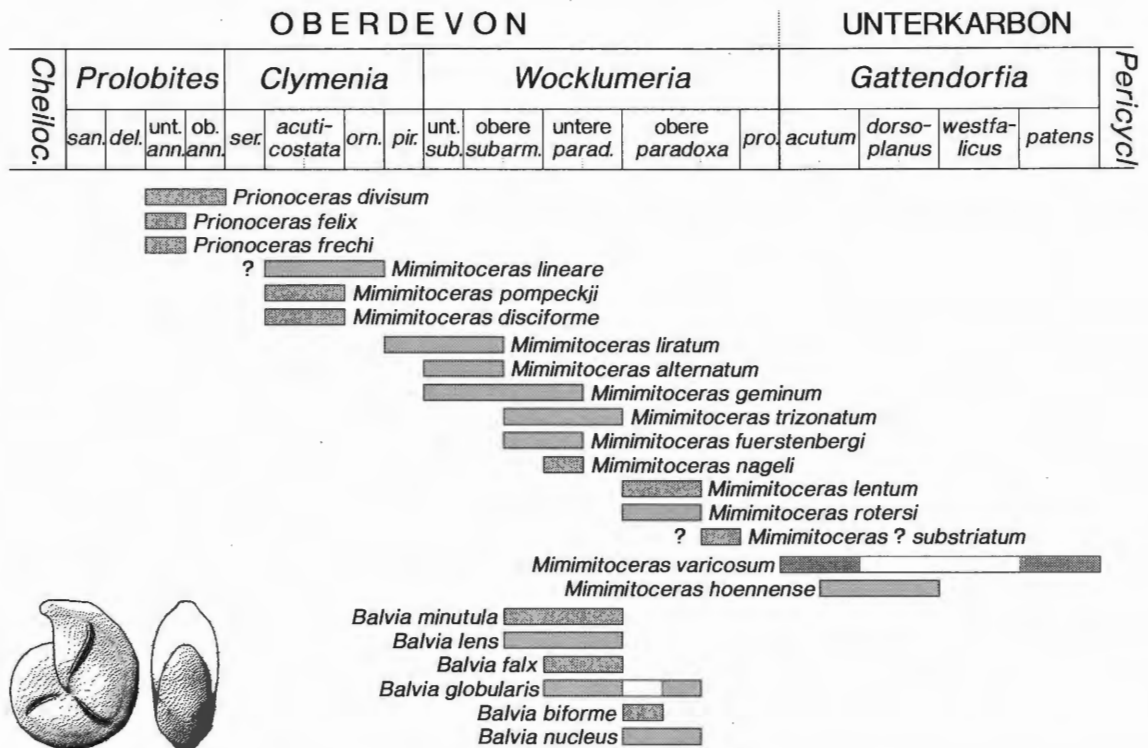 OBERDEVON UNTERKARBON
Cheiloc. Prolobites Clymenia Wocklumeria Gattendorfia Pericycl
san. del. unt. ann. ob. ann. ser. acuti-costata orn. pir. unt. sub. obere subarm. untere parad. obere paradoxa pro. acutum dorso-planus westfa-licus patens
Prionoceras divisum
Prionoceras felix
Prionoceras frechi
? Mimimitoceras lineare
Mimimitoceras pompeckji
Mimimitoceras disciforme
Mimimitoceras liratum
Mimimitoceras alternatum
Mimimitoceras geminum
Mimimitoceras trizonatum
Mimimitoceras fuerstenbergi
Mimimitoceras nageli
Mimimitoceras lentum
Mimimitoceras rotersi
? Mimimitoceras ? substriatum
Mimimitoceras varicosum
Mimimitoceras hoennense
Balvia minutula
Balvia lens
Balvia falx
Balvia globularis
Balvia biforme
Balvia nucleus